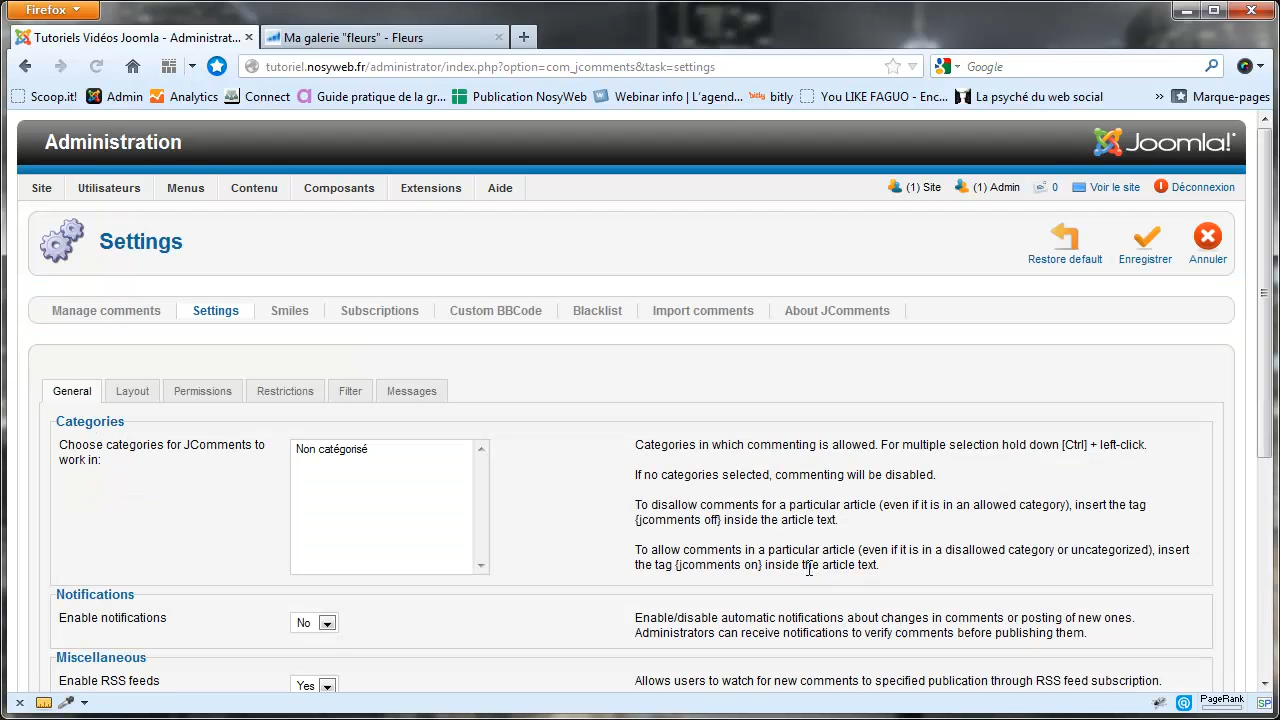 Firefox
Tutoriels Vidéos Joomla - Administrat...
Ma galerie "fleurs" - Fleurs
tutoriel.nosyweb.fr/administrator/index.php?option=com_jcomments&task=settings
Google
Scoop.it!
Admin
Analytics
Connect
Guide pratique de la gr...
Publication NosyWeb
Webinar info | L'agend...
bitly
You LIKE FAGUO - Enc...
La psyché du web social
»
Marque-pages
Administration
Joomla!
Site
Utilisateurs
Menus
Contenu
Composants
Extensions
Aide
(1) Site
(1) Admin
0
Voir le site
Déconnexion
Settings
Restore default
Enregistrer
Annuler
Manage comments
Settings
Smiles
Subscriptions
Custom BBCode
Blacklist
Import comments
About JComments
General
Layout
Permissions
Restrictions
Filter
Messages
Categories
Choose categories for JComments to
work in:
Non catégorisé
Categories in which commenting is allowed. For multiple selection hold down [Ctrl] + left-click.
If no categories selected, commenting will be disabled.
To disallow comments for a particular article (even if it is in an allowed category), insert the tag
{jcomments off} inside the article text.
To allow comments in a particular article (even if it is in a disallowed category or uncategorized), insert
the tag {jcomments on} inside the article text.
Notifications
Enable notifications
No
Enable/disable automatic notifications about changes in comments or posting of new ones.
Administrators can receive notifications to verify comments before publishing them.
Miscellaneous
Enable RSS feeds
Yes
Allows users to watch for new comments to specified publication through RSS feed subscription.
PageRank
SP